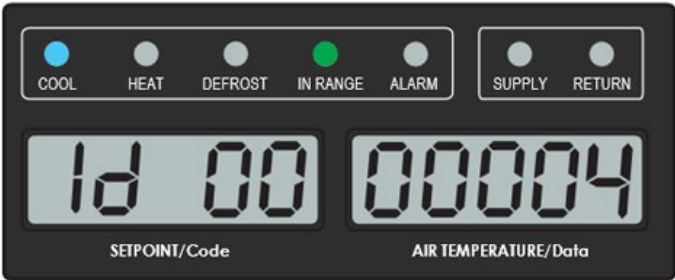 COOL HEAT DEFROST IN RANGE ALARM SUPPLY RETURN
Id 00 00004
SETPOINT/Code AIR TEMPERATURE/Data